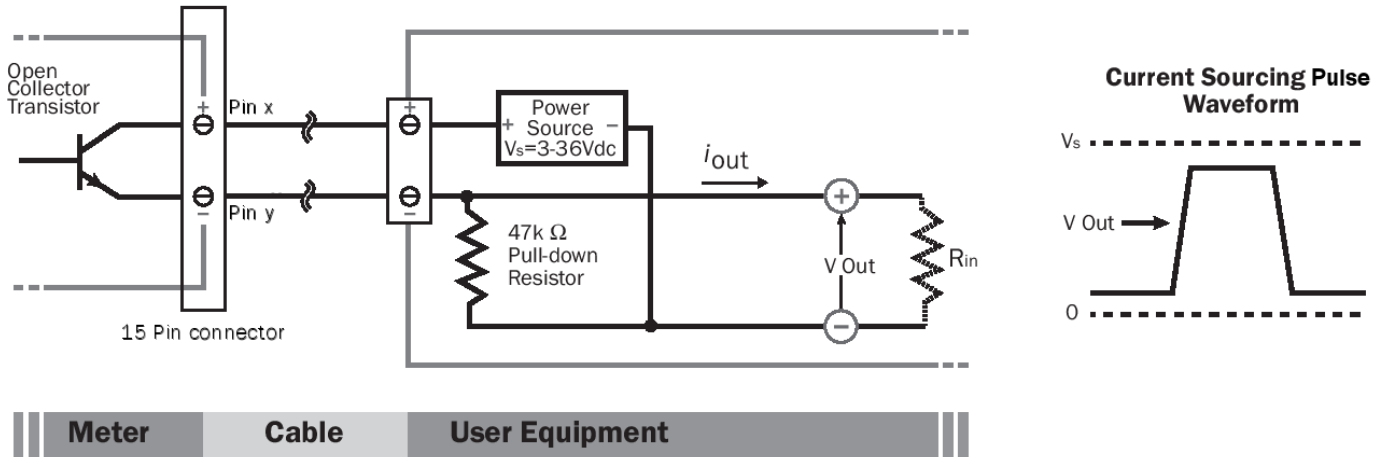 Open
Collector
Transistor
+
Pin x
−
Pin y
15 Pin connector
+
−
+ Power −
Source
Vs=3-36Vdc
47k Ω
Pull-down
Resistor
iout
+
V Out
−
Rin
Current Sourcing Pulse
Waveform
Vs
V Out
0
Meter
Cable
User Equipment